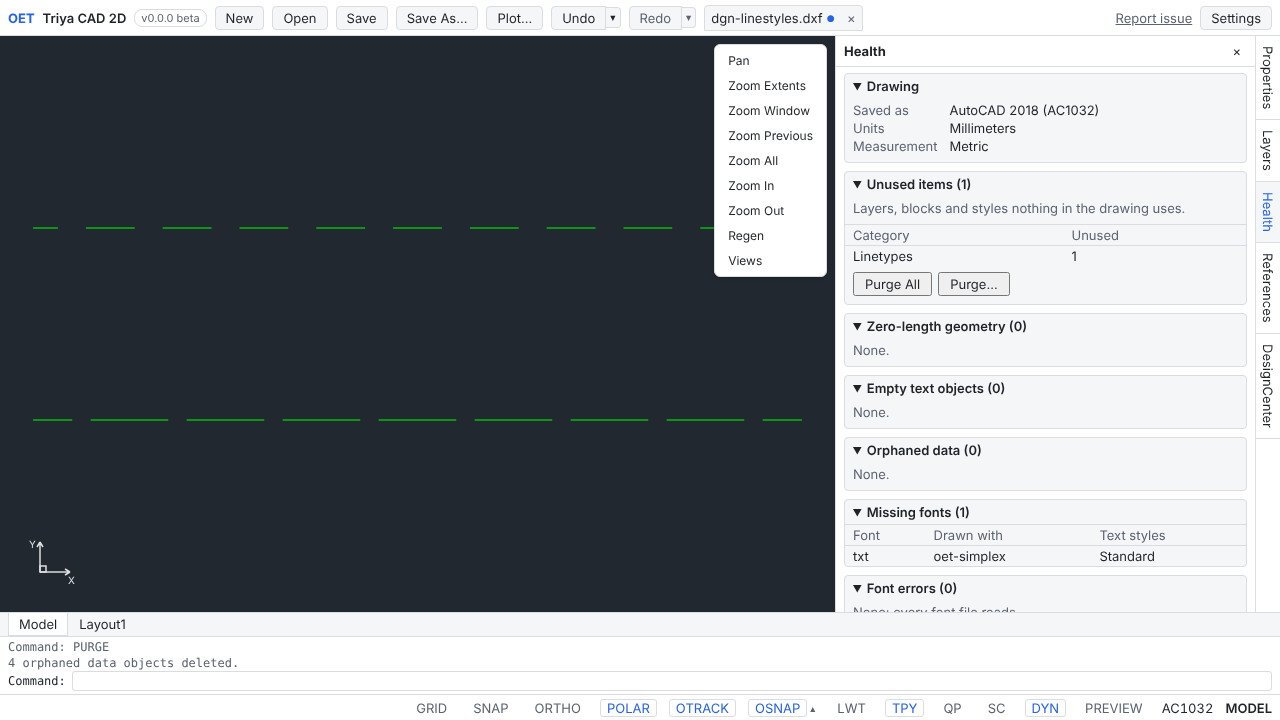 OET Triya CAD 2D v0.0.0 beta New Open Save Save As... Plot... Undo ▾ Redo ▾ dgn-linestyles.dxf ● × Report issue Settings
Pan
Zoom Extents
Zoom Window
Zoom Previous
Zoom All
Zoom In
Zoom Out
Regen
Views
Y
X
Health ×
▼ Drawing
Saved as AutoCAD 2018 (AC1032)
Units Millimeters
Measurement Metric
▼ Unused items (1)
Layers, blocks and styles nothing in the drawing uses.
Category Unused
Linetypes 1
Purge All Purge...
▼ Zero-length geometry (0)
None.
▼ Empty text objects (0)
None.
▼ Orphaned data (0)
None.
▼ Missing fonts (1)
Font Drawn with Text styles
txt oet-simplex Standard
▼ Font errors (0)
None: every font file reads
Properties
Layers
Health
References
DesignCenter
Model Layout1
Command: PURGE
4 orphaned data objects deleted.
Command:
GRID SNAP ORTHO POLAR OTRACK OSNAP ▴ LWT TPY QP SC DYN PREVIEW AC1032 MODEL